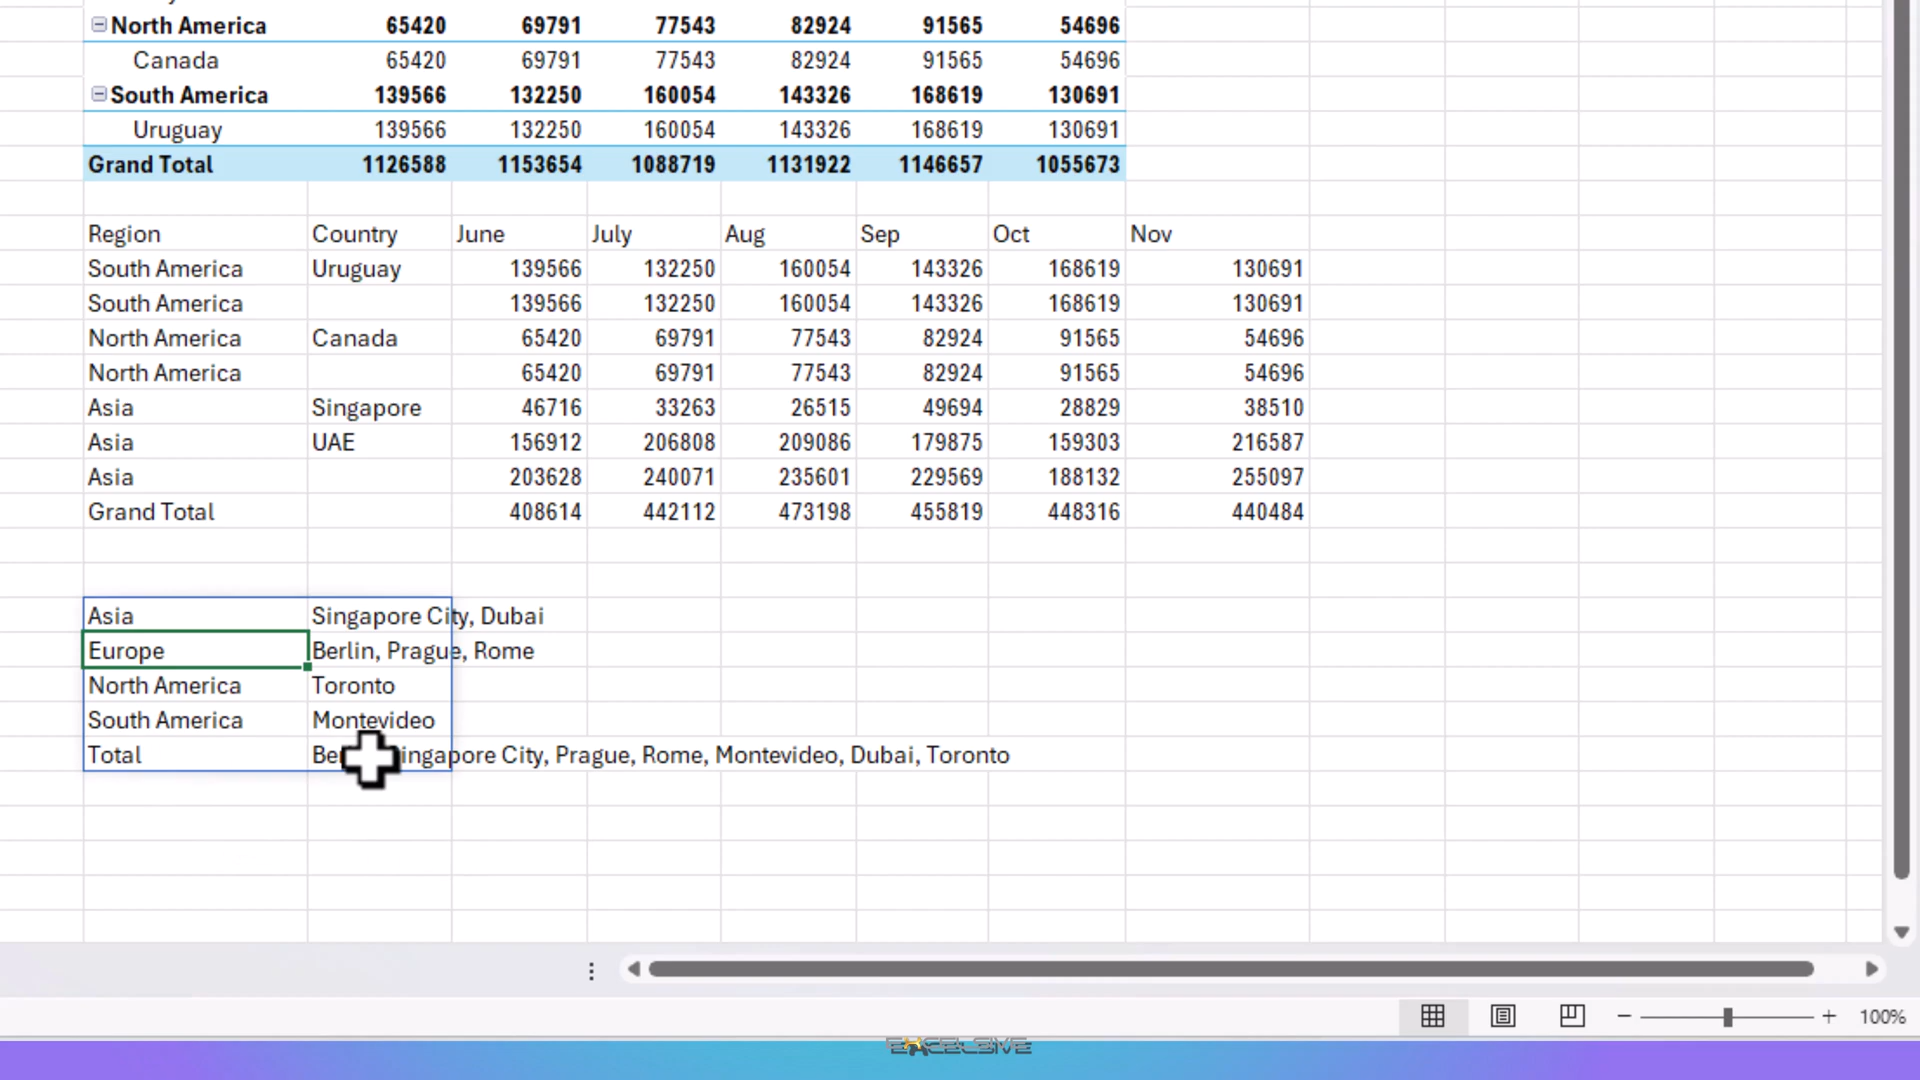 North America 65420 69791 77543 82924 91565 54696
Canada 65420 69791 77543 82924 91565 54696
South America 139566 132250 160054 143326 168619 130691
Uruguay 139566 132250 160054 143326 168619 130691
Grand Total 1126588 1153654 1088719 1131922 1146657 1055673
Region Country June July Aug Sep Oct Nov
South America Uruguay 139566 132250 160054 143326 168619 130691
South America 139566 132250 160054 143326 168619 130691
North America Canada 65420 69791 77543 82924 91565 54696
North America 65420 69791 77543 82924 91565 54696
Asia Singapore 46716 33263 26515 49694 28829 38510
Asia UAE 156912 206808 209086 179875 159303 216587
Asia 203628 240071 235601 229569 188132 255097
Grand Total 408614 442112 473198 455819 448316 440484
Asia Singapore City, Dubai
Europe Berlin, Prague, Rome
North America Toronto
South America Montevideo
Total City, Prague, Rome, Montevideo, Dubai, Toronto
100%